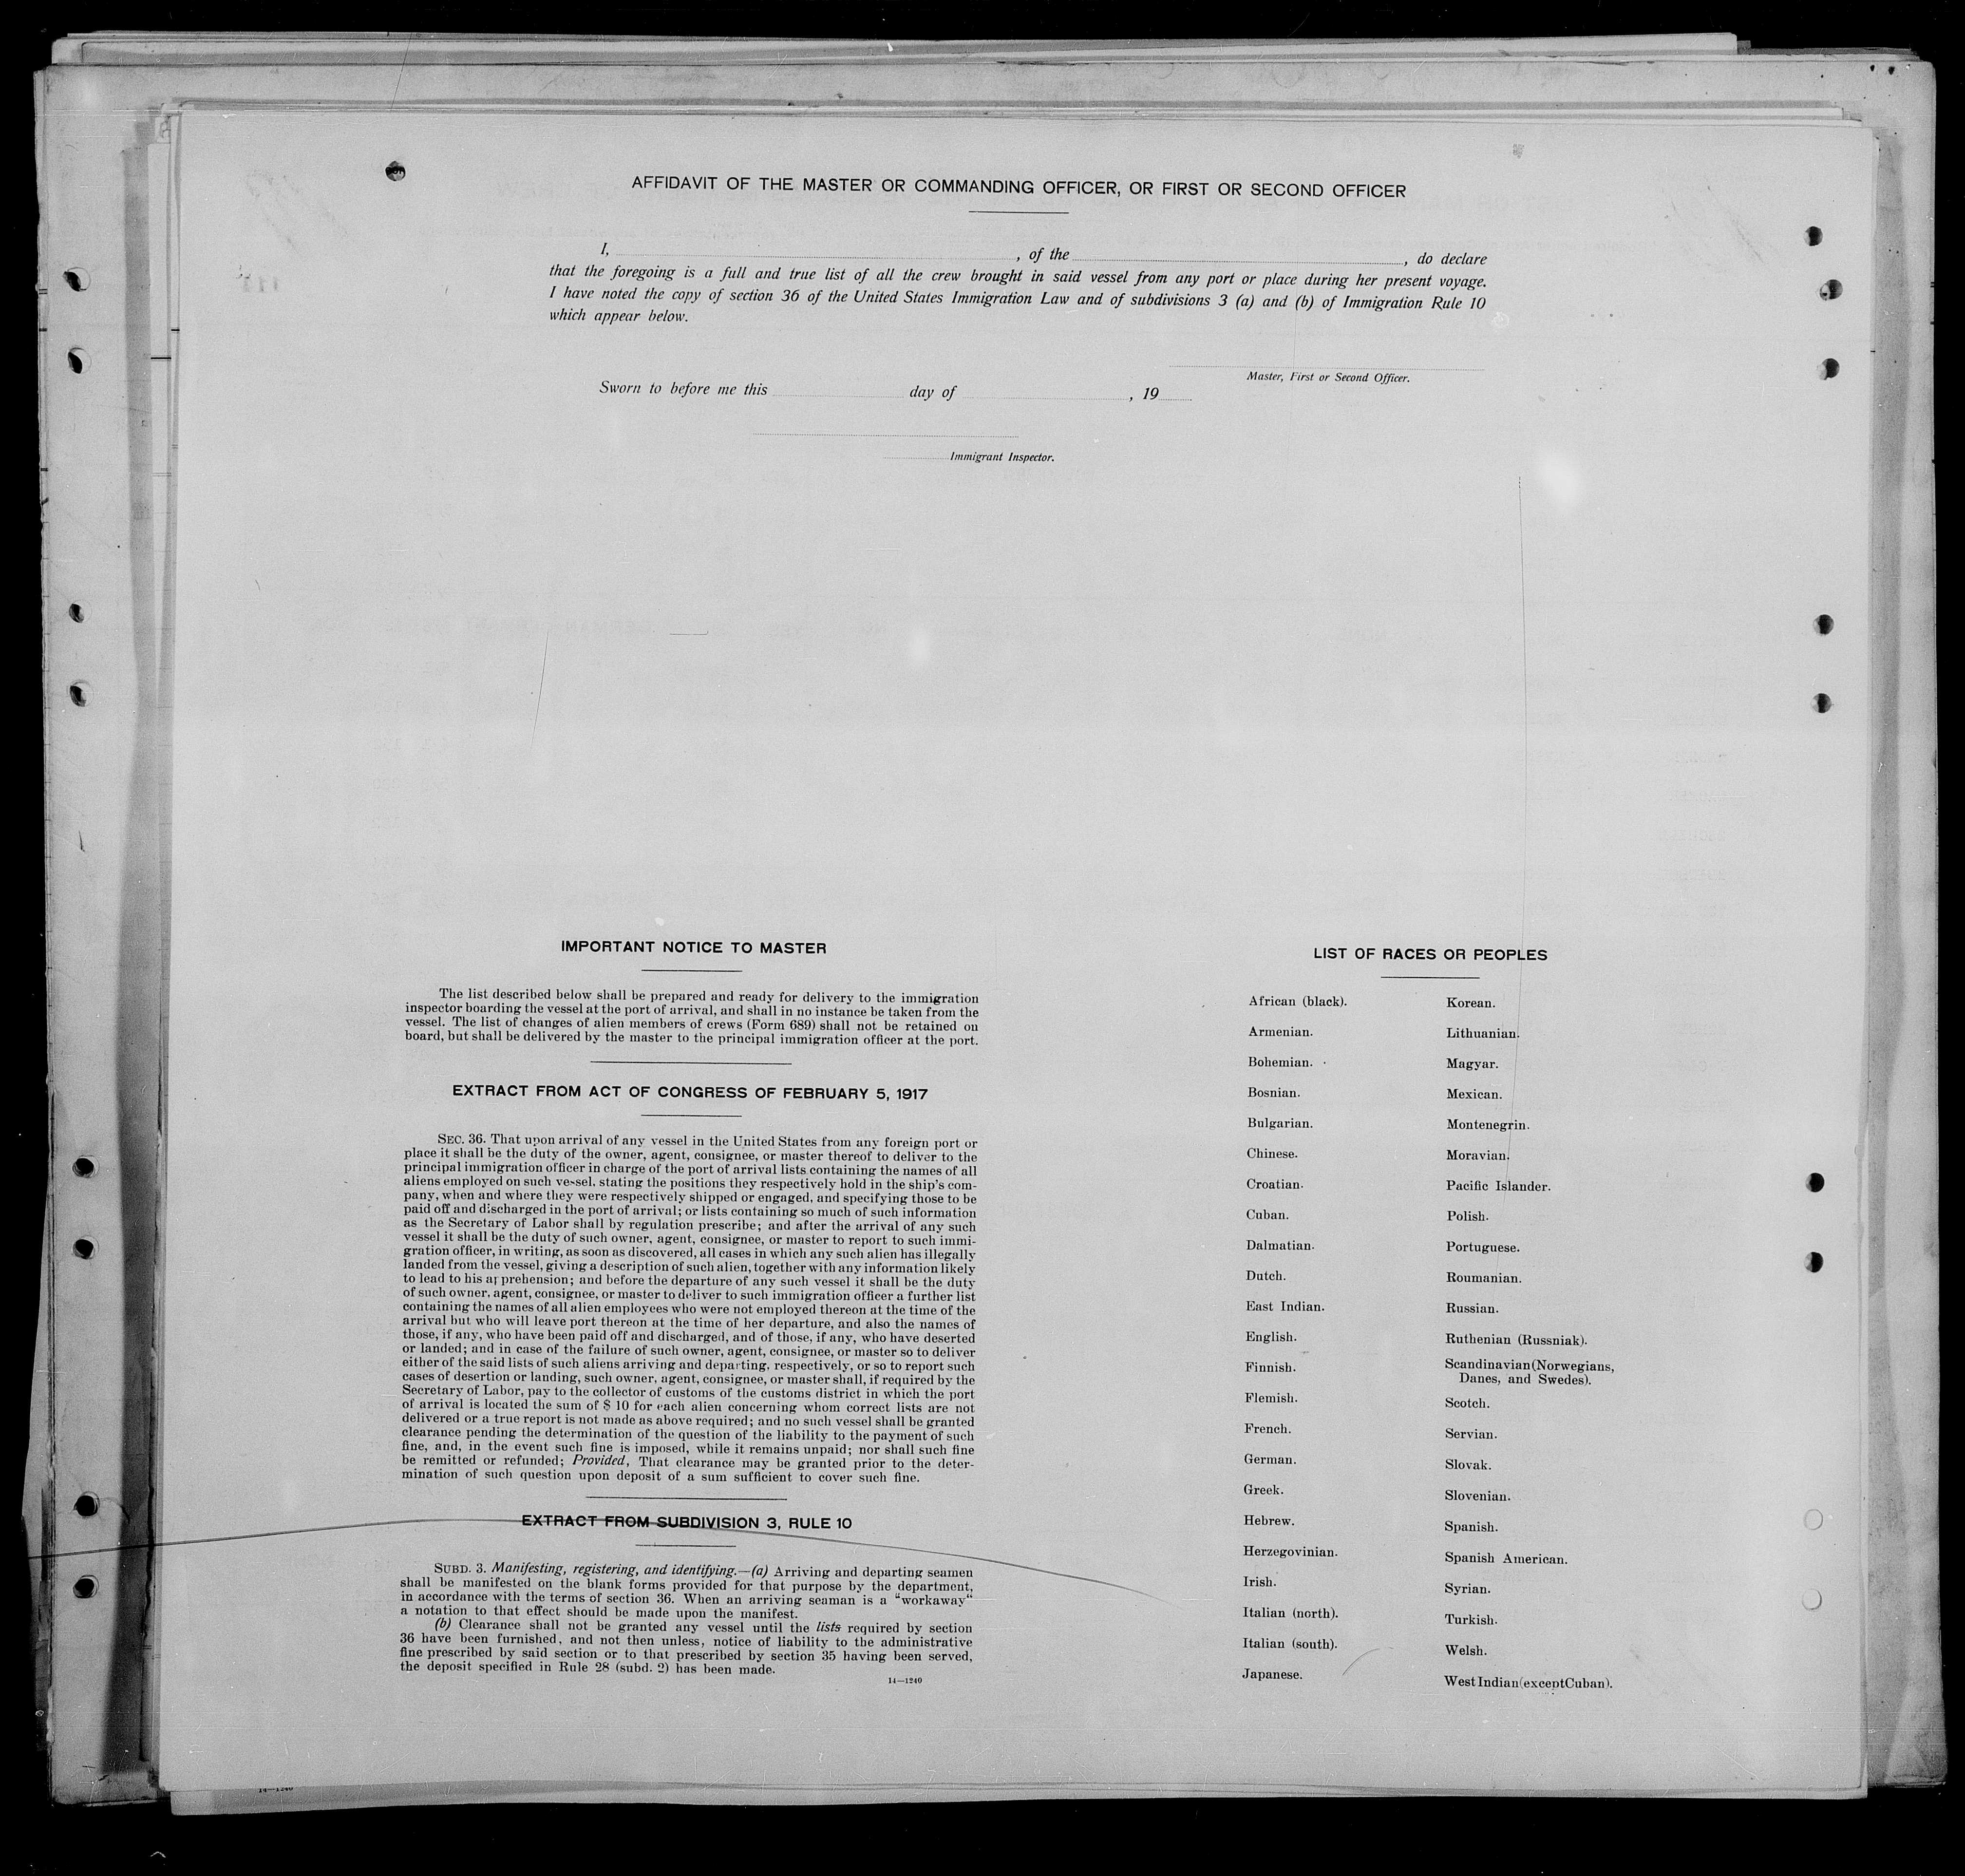 AFFIDAVIT OF THE MASTER OR COMMANDING OFFICER, OR FIRST OR SECOND OFFICER
I, , of the , do declare
that the foregoing is a full and true list of all the crew brought in said vessel from any port or place during her present voyage.
I have noted the copy of section 36 of the United States Immigration Law and of subdivisions 3 (a) and (b) of Immigration Rule 10
which appear below.
Master, First or Second Officer.
Sworn to before me this day of , 19
Immigrant Inspector.
IMPORTANT NOTICE TO MASTER
The list described below shall be prepared and ready for delivery to the immigration
inspector boarding the vessel at the port of arrival, and shall in no instance be taken from the
vessel. The list of changes of alien members of crews (Form 689) shall not be retained on
board, but shall be delivered by the master to the principal immigration officer at the port.
EXTRACT FROM ACT OF CONGRESS OF FEBRUARY 5, 1917
SEC. 36. That upon arrival of any vessel in the United States from any foreign port or
place it shall be the duty of the owner, agent, consignee, or master thereof to deliver to the
principal immigration officer in charge of the port of arrival lists containing the names of all
aliens employed on such vessel, stating the positions they respectively hold in the ship's com-
pany, when and where they were respectively shipped or engaged, and specifying those to be
paid off and discharged in the port of arrival; or lists containing so much of such information
as the Secretary of Labor shall by regulation prescribe; and after the arrival of any such
vessel it shall be the duty of such owner, agent, consignee, or master to report to such immi-
gration officer, in writing, as soon as discovered, all cases in which any such alien has illegally
landed from the vessel, giving a description of such alien, together with any information likely
to lead to his apprehension; and before the departure of any such vessel it shall be the duty
of such owner, agent, consignee, or master to deliver to such immigration officer a further list
containing the names of all alien employees who were not employed thereon at the time of the
arrival but who will leave port thereon at the time of her departure, and also the names of
those, if any, who have been paid off and discharged, and of those, if any, who have deserted
or landed; and in case of the failure of such owner, agent, consignee, or master so to deliver
either of the said lists of such aliens arriving and departing, respectively, or so to report such
cases of desertion or landing, such owner, agent, consignee, or master shall, if required by the
Secretary of Labor, pay to the collector of customs of the customs district in which the port
of arrival is located the sum of $ 10 for each alien concerning whom correct lists are not
delivered or a true report is not made as above required; and no such vessel shall be granted
clearance pending the determination of the question of the liability to the payment of such
fine, and, in the event such fine is imposed, while it remains unpaid; nor shall such fine
be remitted or refunded; Provided, That clearance may be granted prior to the deter-
mination of such question upon deposit of a sum sufficient to cover such fine.
EXTRACT FROM SUBDIVISION 3, RULE 10
SUBD. 3. Manifesting, registering, and identifying.—(a) Arriving and departing seamen
shall be manifested on the blank forms provided for that purpose by the department,
in accordance with the terms of section 36. When an arriving seaman is a "workaway"
a notation to that effect should be made upon the manifest.
(b) Clearance shall not be granted any vessel until the lists required by section
36 have been furnished, and not then unless, notice of liability to the administrative
fine prescribed by said section or to that prescribed by section 35 having been served,
the deposit specified in Rule 28 (subd. 2) has been made.
14—1240
LIST OF RACES OR PEOPLES
African (black).
Armenian.
Bohemian.
Bosnian.
Bulgarian.
Chinese.
Croatian.
Cuban.
Dalmatian.
Dutch.
East Indian.
English.
Finnish.
Flemish.
French.
German.
Greek.
Hebrew.
Herzegovinian.
Irish.
Italian (north).
Italian (south).
Japanese.
Korean.
Lithuanian.
Magyar.
Mexican.
Montenegrin.
Moravian.
Pacific Islander.
Polish.
Portuguese.
Roumanian.
Russian.
Ruthenian (Russniak).
Scandinavian (Norwegians,
Danes, and Swedes).
Scotch.
Servian.
Slovak.
Slovenian.
Spanish.
Spanish American.
Syrian.
Turkish.
Welsh.
West Indian (except Cuban).
14—1240